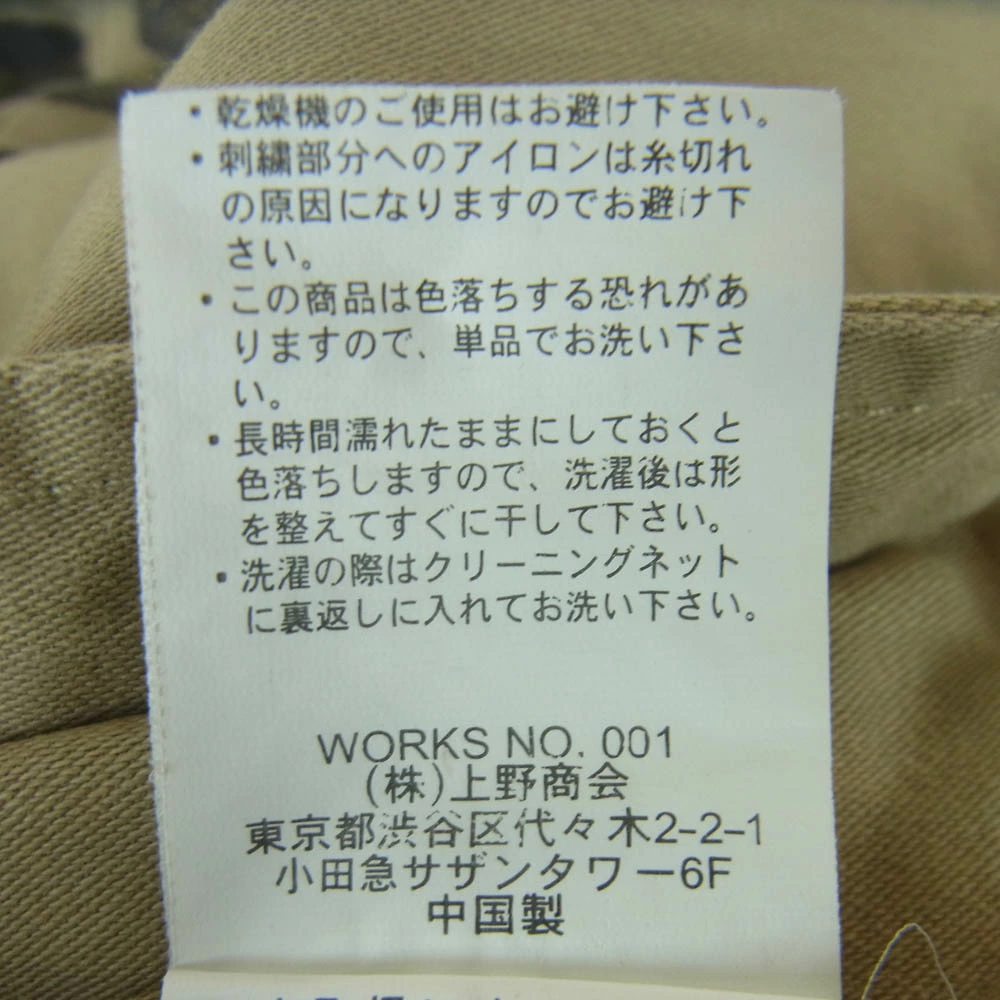 ・乾燥機のご使用はお避け下さい。
・刺繍部分へのアイロンは糸切れ
の原因になりますのでお避け下
さい。
・この商品は色落ちする恐れがあ
りますので、単品でお洗い下さ
い。
・長時間濡れたままにしておくと
色落ちしますので、洗濯後は形
を整えてすぐに干して下さい。
・洗濯の際はクリーニングネット
に裏返しに入れてお洗い下さい。
WORKS NO. 001
(株)上野商会
東京都渋谷区代々木2-2-1
小田急サザンタワー6F
中国製